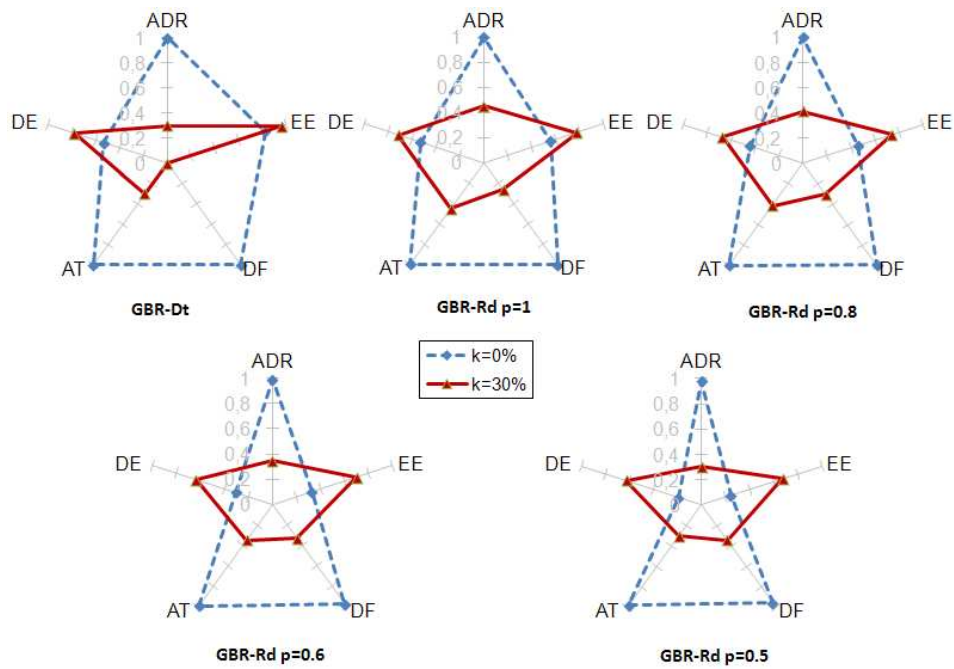 ADR
1
0,8
0,6
0,4
0,2
0
DE
EE
AT
DF
GBR-Dt
ADR
1
0,8
0,6
0,4
0,2
0
DE
EE
AT
DF
GBR-Rd p=1
ADR
1
0,8
0,6
0,4
0,2
0
DE
EE
AT
DF
GBR-Rd p=0.8
k=0%
k=30%
ADR
1
0,8
0,6
0,4
0,2
0
DE
EE
AT
DF
GBR-Rd p=0.6
ADR
1
0,8
0,6
0,4
0,2
0
DE
EE
AT
DF
GBR-Rd p=0.5